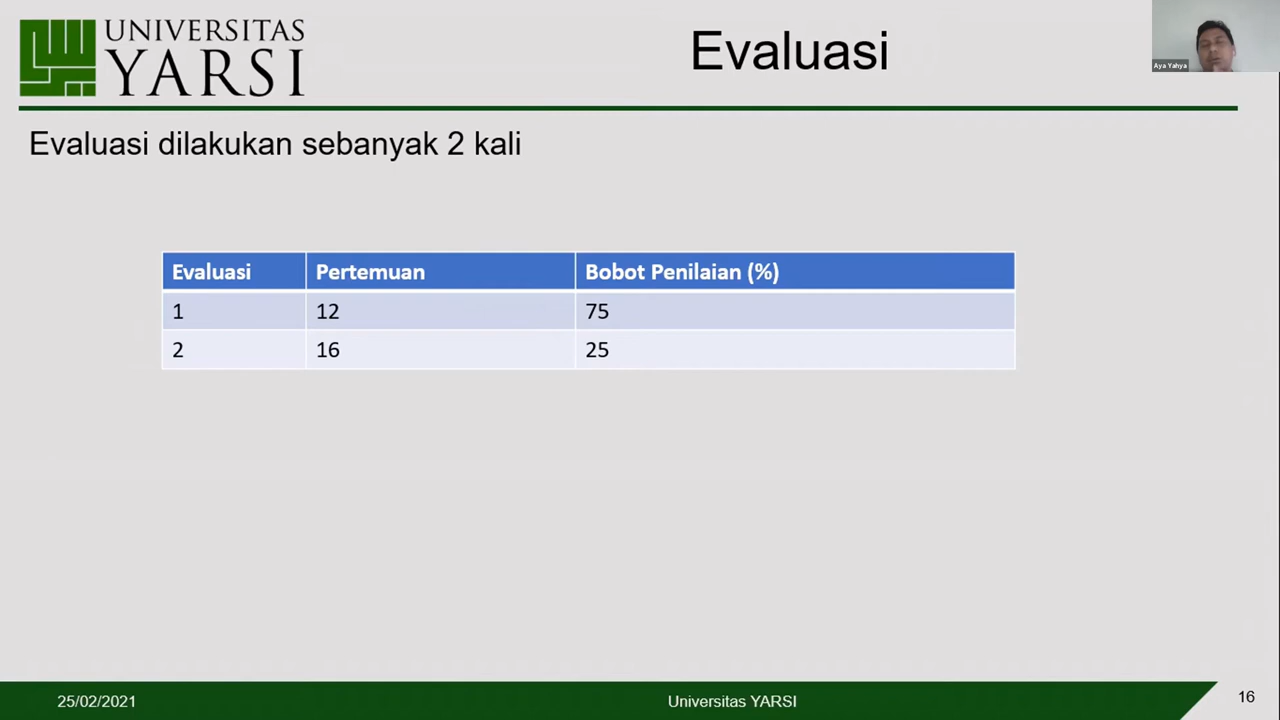 UNIVERSITAS
YARSI
Evaluasi
Aya Yahya
Evaluasi dilakukan sebanyak 2 kali
Evaluasi Pertemuan Bobot Penilaian (%)
1 12 75
2 16 25
25/02/2021 Universitas YARSI 16